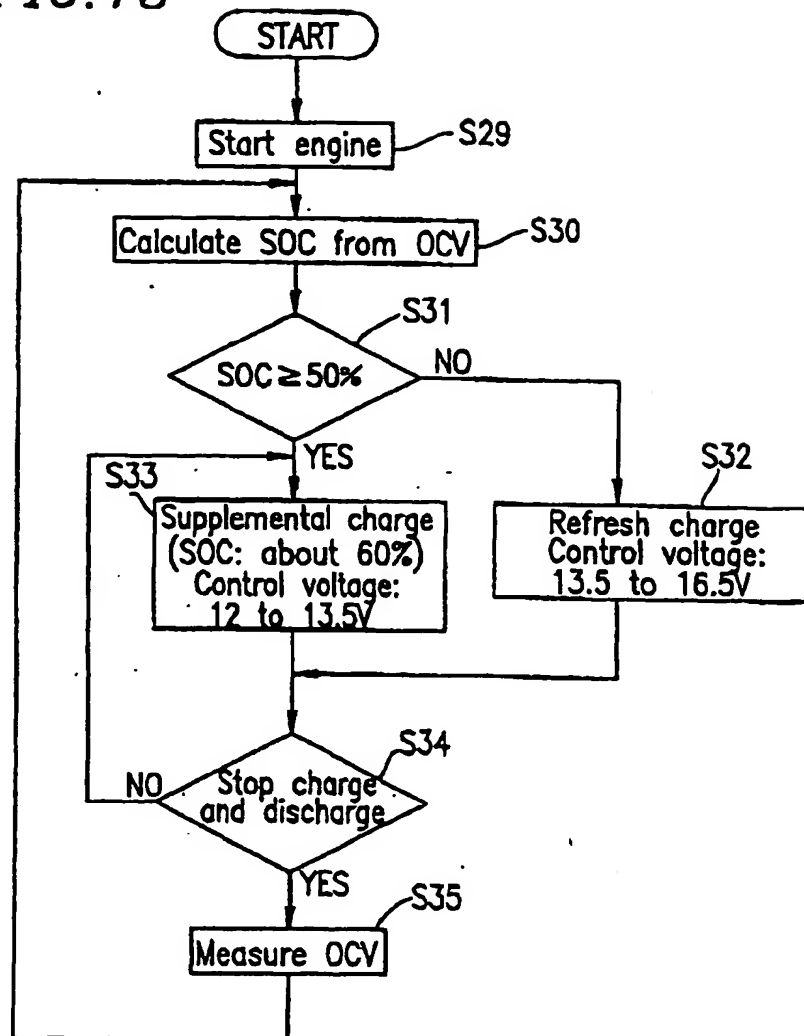 START
Start engine
S29
Calculate SOC from OCV
S30
S31
SOC≥50%
NO
YES
S33
Supplemental charge
(SOC: about 60%)
Control voltage:
12 to 13.5V
S32
Refresh charge
Control voltage:
13.5 to 16.5V
S34
NO
Stop charge
and discharge
YES
S35
Measure OCV